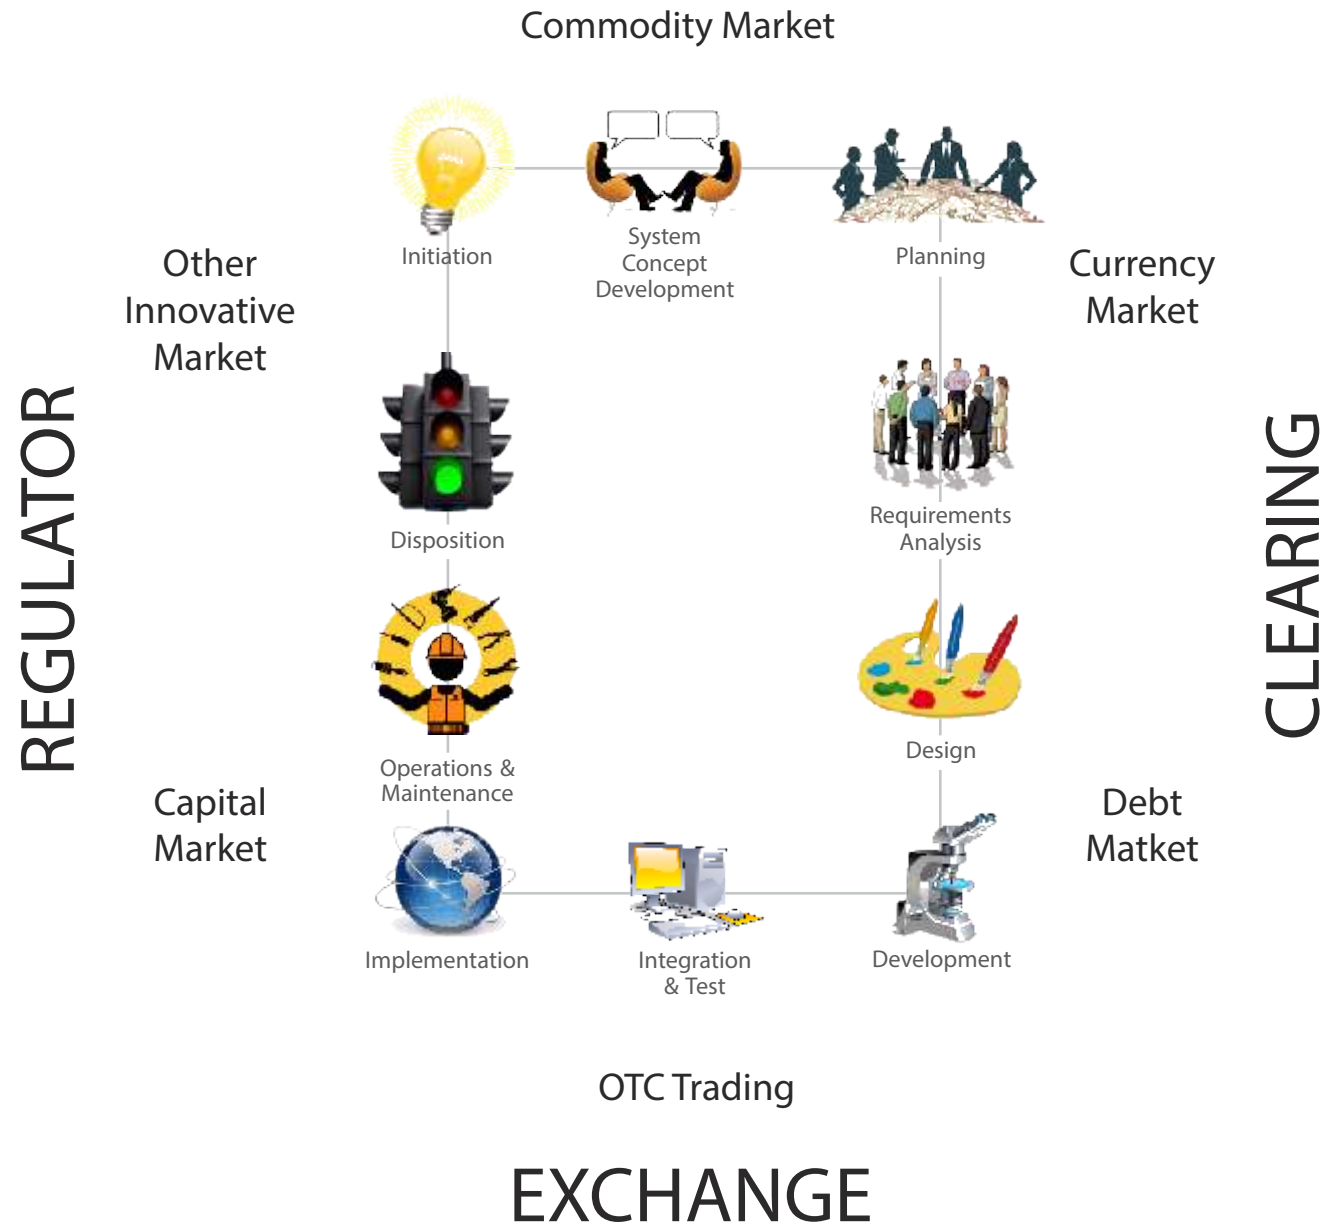 Commodity Market
Initiation
System
Concept
Development
Planning
Other
Innovative
Market
Currency
Market
REGULATOR
CLEARING
Disposition
Requirements
Analysis
Operations &
Maintenance
Design
Capital
Market
Debt
Matket
Implementation
Integration
& Test
Development
OTC Trading
EXCHANGE